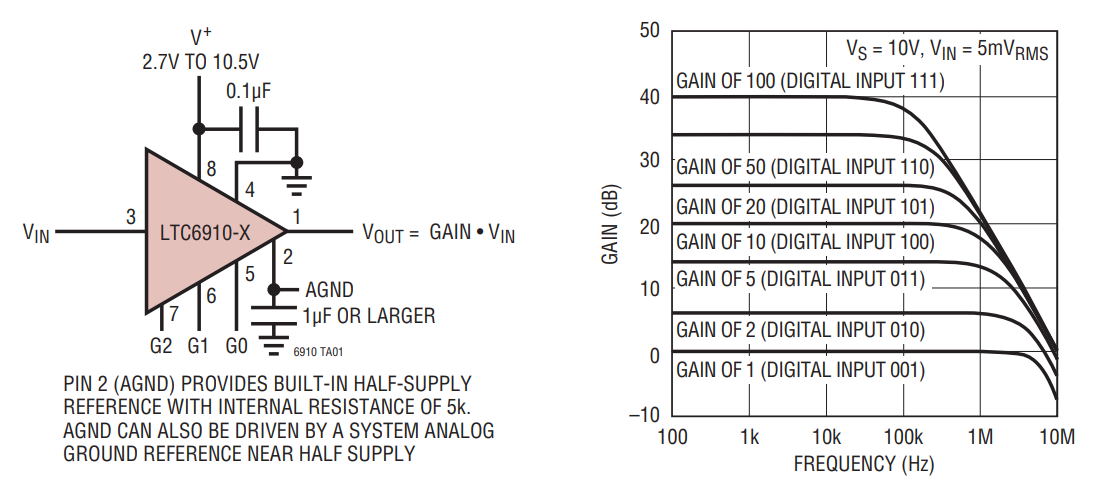 V+
2.7V TO 10.5V
0.1µF
8
4
3
1
VIN
LTC6910-X
VOUT = GAIN • VIN
2
5
AGND
6
1µF OR LARGER
7
G2 G1 G0
6910 TA01
PIN 2 (AGND) PROVIDES BUILT-IN HALF-SUPPLY
REFERENCE WITH INTERNAL RESISTANCE OF 5k.
AGND CAN ALSO BE DRIVEN BY A SYSTEM ANALOG
GROUND REFERENCE NEAR HALF SUPPLY
50
VS = 10V, VIN = 5mVRMS
GAIN OF 100 (DIGITAL INPUT 111)
40
30
GAIN OF 50 (DIGITAL INPUT 110)
GAIN OF 20 (DIGITAL INPUT 101)
20
GAIN OF 10 (DIGITAL INPUT 100)
GAIN OF 5 (DIGITAL INPUT 011)
10
GAIN OF 2 (DIGITAL INPUT 010)
0
GAIN OF 1 (DIGITAL INPUT 001)
–10
GAIN (dB)
100 1k 10k 100k 1M 10M
FREQUENCY (Hz)